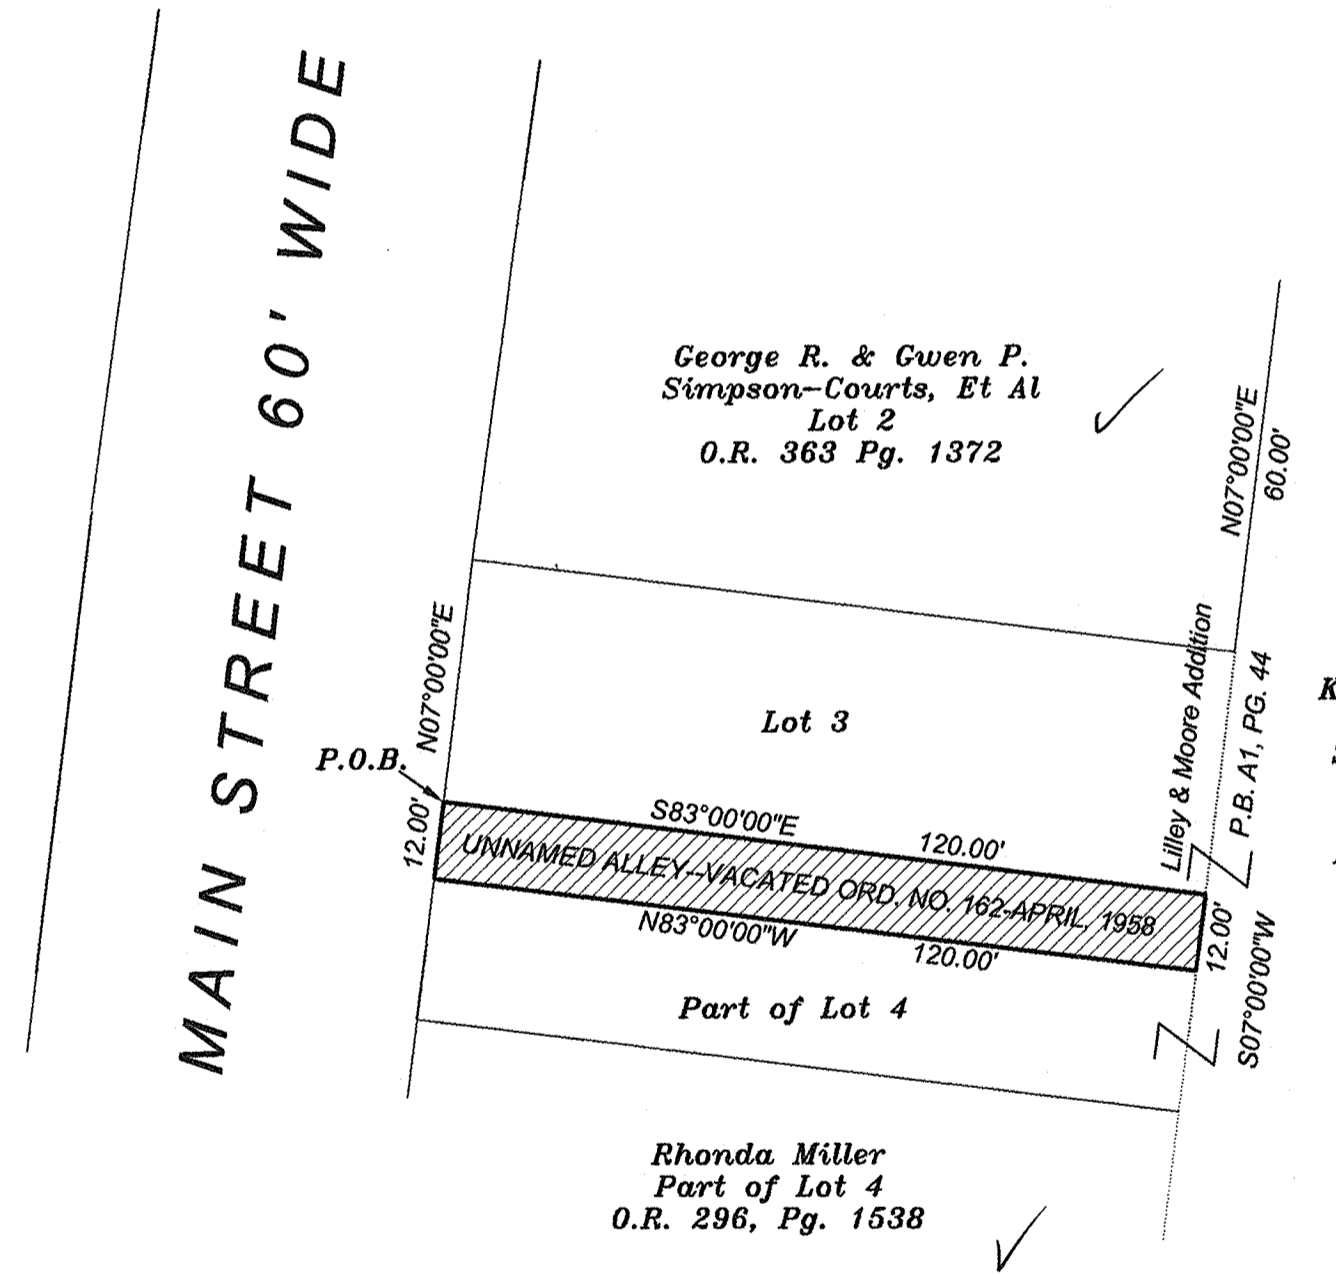 MAIN STREET 60' WIDE
George R. & Gwen P.
Simpson-Courts, Et Al
Lot 2
O.R. 363 Pg. 1372
N07°00'00"E
60.00'
N07°00'00"E
Lot 3
Lilley & Moore Addition
P.B. A1, PG. 44
K
P.O.B.
12.00'
S83°00'00"E 120.00'
UNNAMED ALLEY--VACATED ORD. NO. 162-APRIL, 1958
N83°00'00"W 120.00'
12.00'
S07°00'00"W
Part of Lot 4
Rhonda Miller
Part of Lot 4
O.R. 296, Pg. 1538